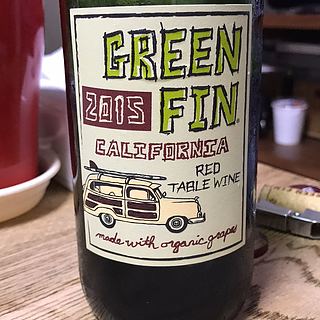 GREEN
2015 FIN
CALIFORNIA
RED
TABLE WINE
made with organic grapes